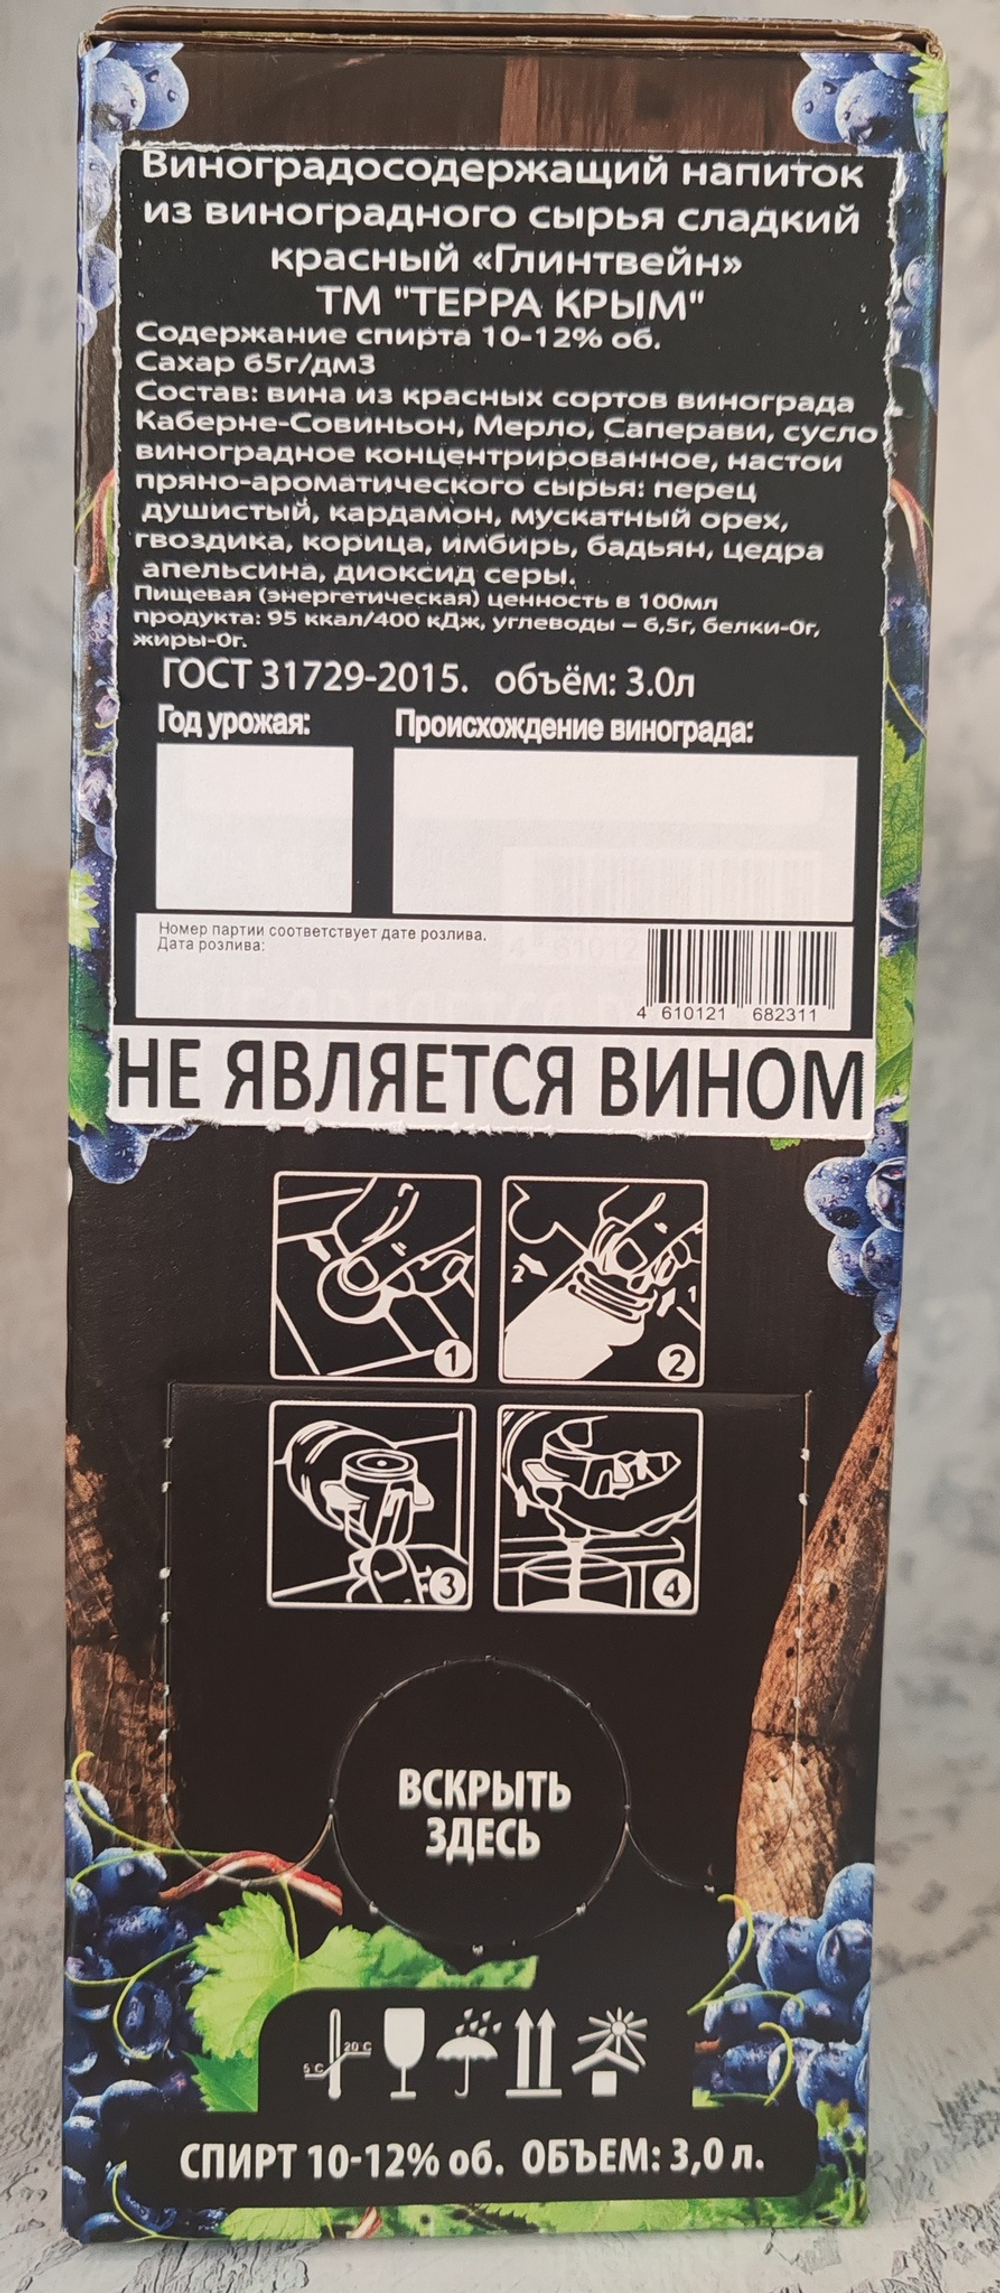 Виноградосодержащий напиток
из виноградного сырья сладкий
красный «Глинтвейн»
ТМ "ТЕРРА КРЫМ"
Содержание спирта 10-12% об.
Сахар 65г/дм3
Состав: вина из красных сортов винограда
Каберне-Совиньон, Мерло, Саперави, сусло
виноградное концентрированное, настои
пряно-ароматического сырья: перец
душистый, кардамон, мускатный орех,
гвоздика, корица, имбирь, бадьян, цедра
апельсина, диоксид серы.
Пищевая (энергетическая) ценность в 100мл
продукта: 95 ккал/400 кДж, углеводы – 6,5г, белки-0г,
жиры-0г.
ГОСТ 31729-2015. объём: 3.0л
Год урожая: Происхождение винограда:
Номер партии соответствует дате розлива.
Дата розлива:
4 610121 682311
НЕ ЯВЛЯЕТСЯ ВИНОМ
2 1
1 2
3 4
ВСКРЫТЬ
ЗДЕСЬ
20°C
5°C
СПИРТ 10-12% об. ОБЪЕМ: 3,0 л.